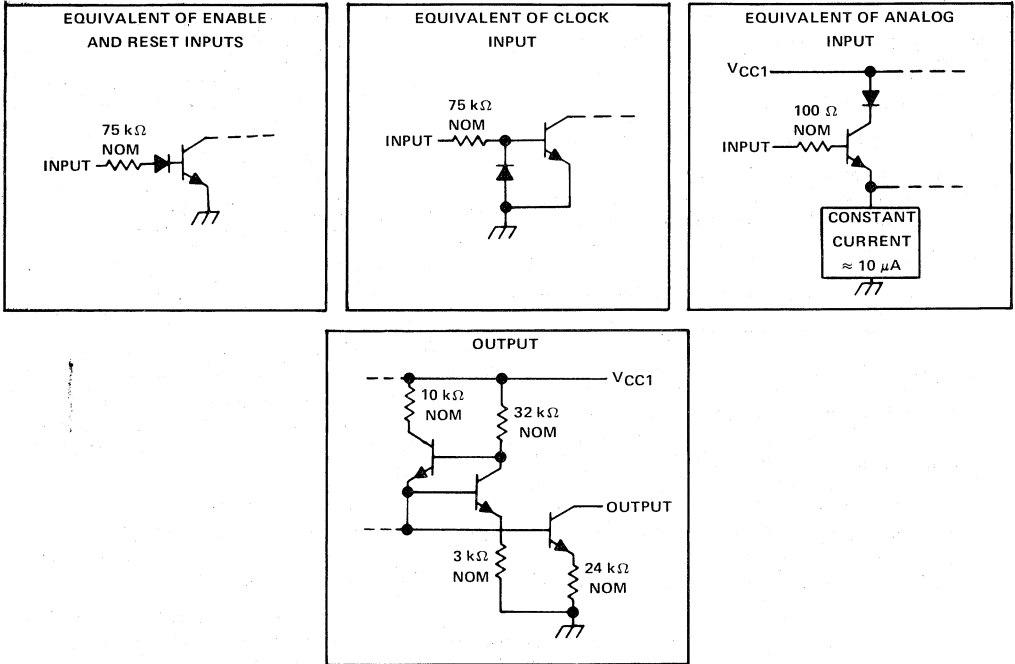 EQUIVALENT OF ENABLE
AND RESET INPUTS
75 kΩ
NOM
INPUT
EQUIVALENT OF CLOCK
INPUT
75 kΩ
NOM
INPUT
EQUIVALENT OF ANALOG
INPUT
VCC1
100 Ω
NOM
INPUT
CONSTANT
CURRENT
≈ 10 μA
OUTPUT
VCC1
10 kΩ
NOM
32 kΩ
NOM
OUTPUT
3 kΩ
NOM
24 kΩ
NOM